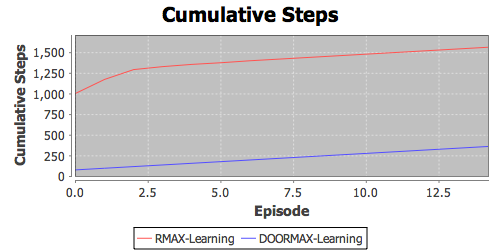 Cumulative Steps
Cumulative Steps
1,500
1,250
1,000
750
500
250
0
0.0 2.5 5.0 7.5 10.0 12.5
Episode
RMAX-Learning DOORMAX-Learning